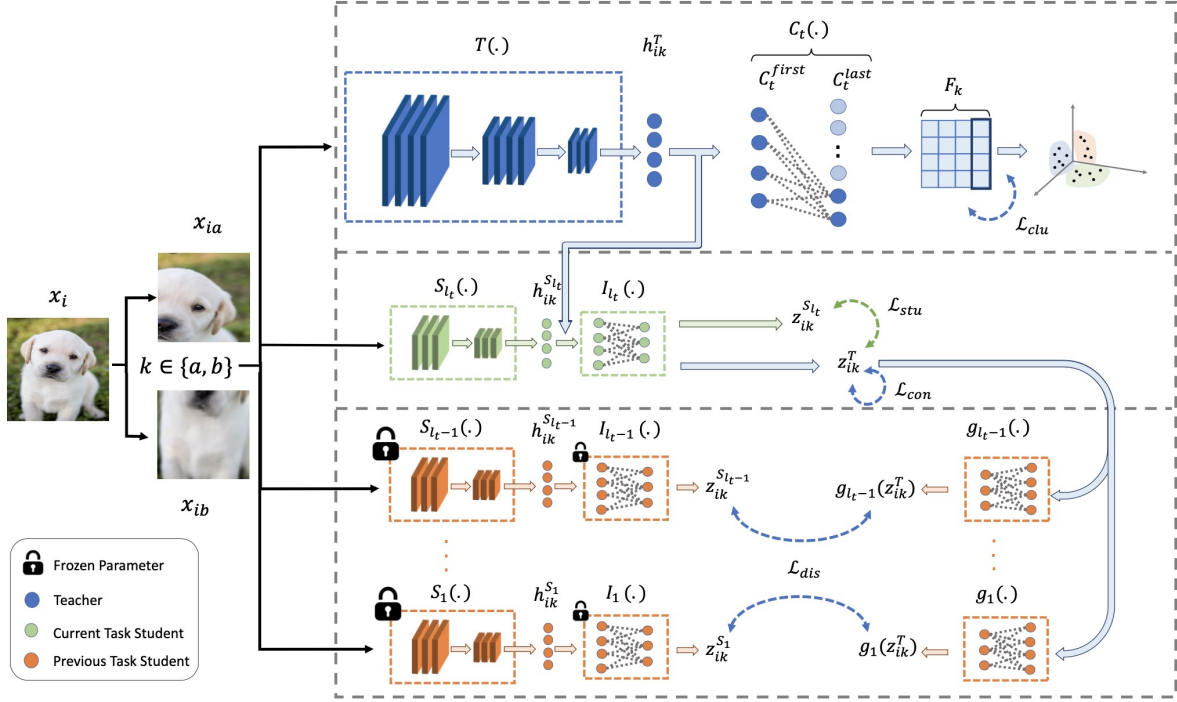 T(.)
h_{ik}^{T}
C_t(.)
C_t^{first}
C_t^{last}
F_k
ℒ_{clu}
x_i
x_{ia}
k ∈ {a, b}
x_{ib}
S_{l_t}(.)
h_{ik}^{S_{l_t}}
I_{l_t}(.)
z_{ik}^{S_{l_t}}
ℒ_{stu}
z_{ik}^{T}
ℒ_{con}
S_{l_t-1}(.)
h_{ik}^{S_{l_t-1}}
I_{l_t-1}(.)
z_{ik}^{S_{l_t-1}}
g_{l_t-1}(z_{ik}^{T})
g_{l_t-1}(.)
ℒ_{dis}
S_1(.)
h_{ik}^{S_1}
I_1(.)
z_{ik}^{S_1}
g_1(z_{ik}^{T})
g_1(.)
Frozen Parameter
Teacher
Current Task Student
Previous Task Student